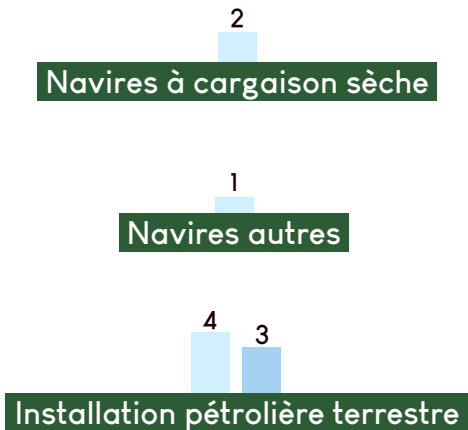 2
Navires à cargaison sèche
1
Navires autres
4 3
Installation pétrolière terrestre